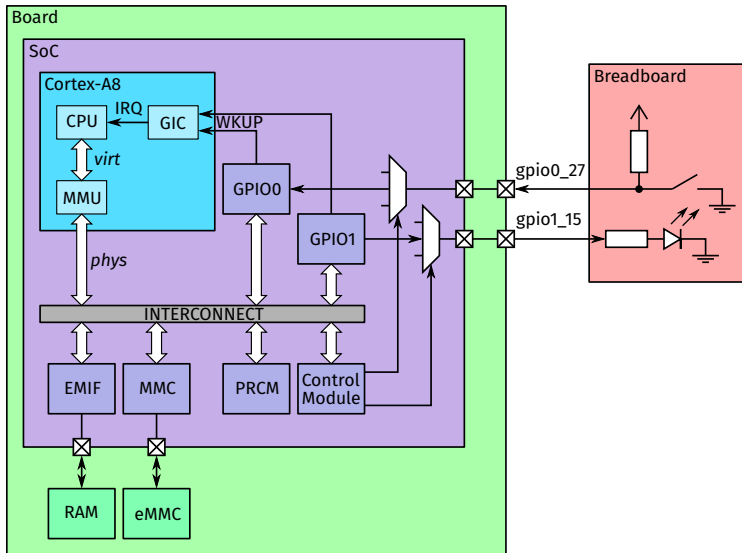 Board
SoC
Cortex-A8
Breadboard
CPU
IRQ
GIC
WKUP
virt
MMU
GPIO0
gpio0_27
GPIO1
gpio1_15
phys
INTERCONNECT
EMIF
MMC
PRCM
Control
Module
RAM
eMMC